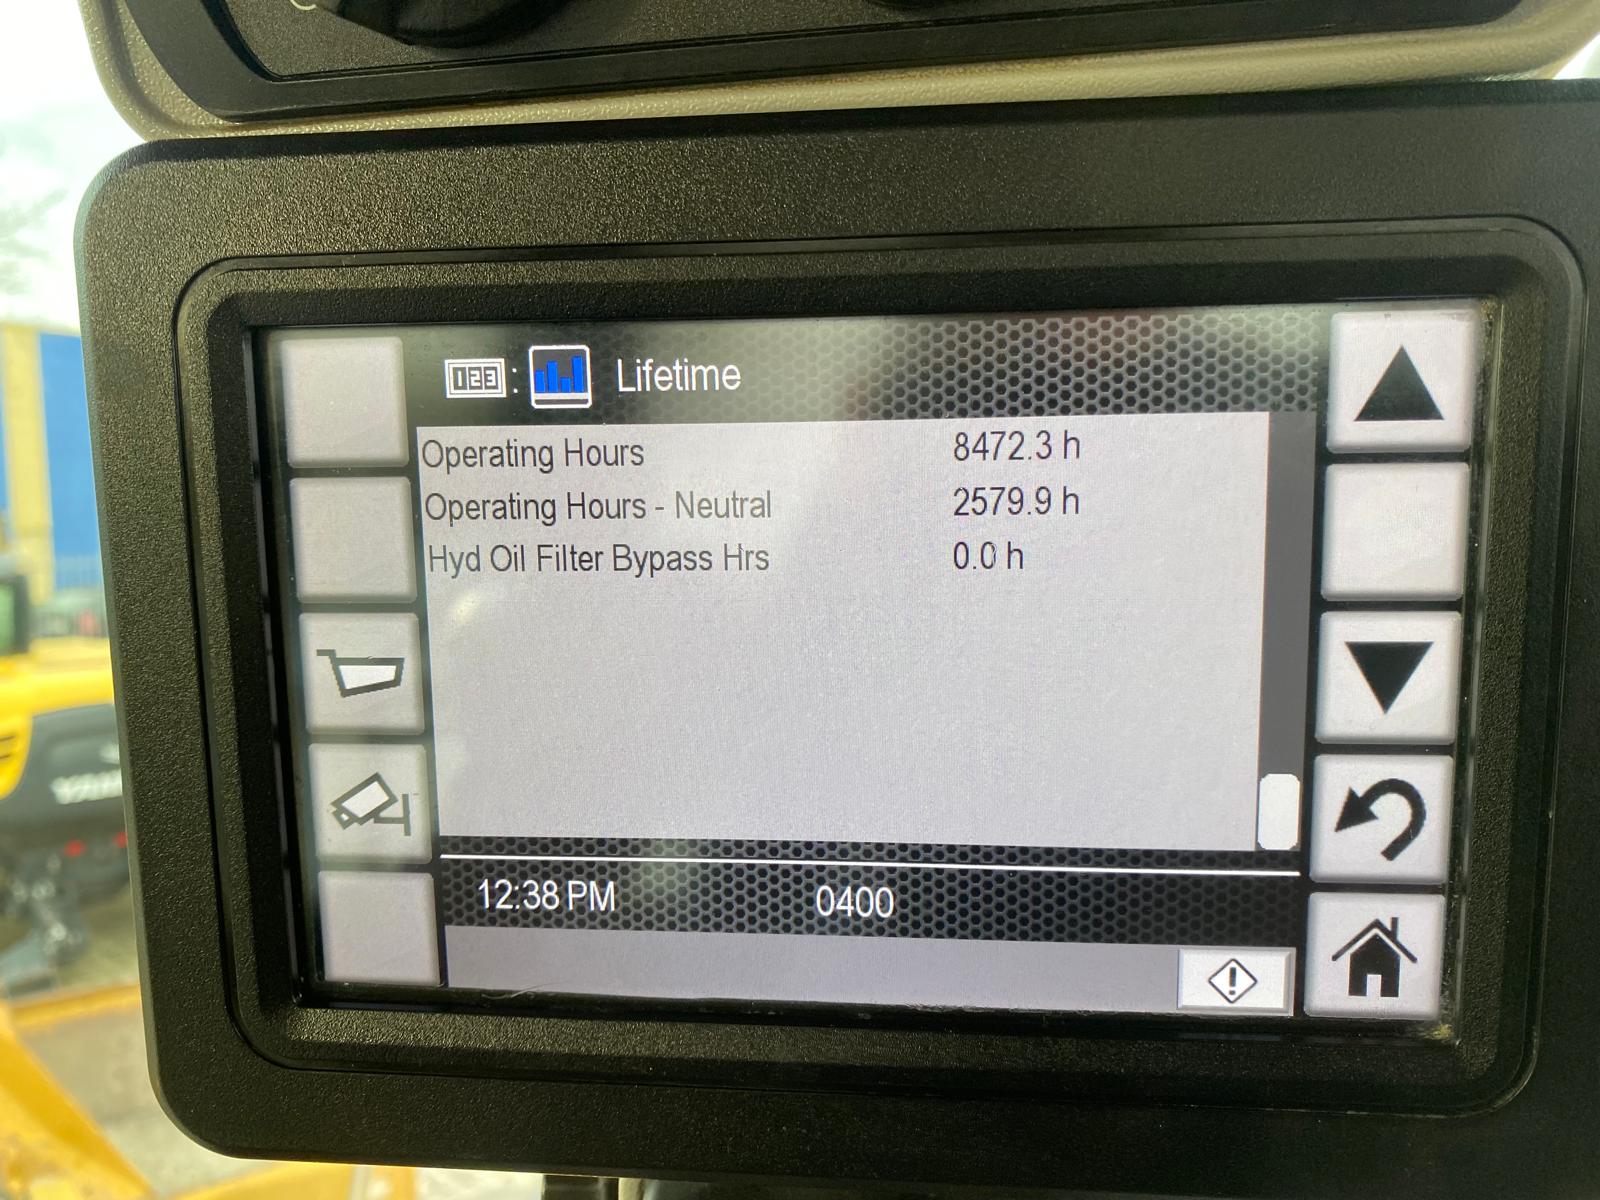 123 : Lifetime
Operating Hours 8472.3 h
Operating Hours - Neutral 2579.9 h
Hyd Oil Filter Bypass Hrs 0.0 h
12:38 PM 0400